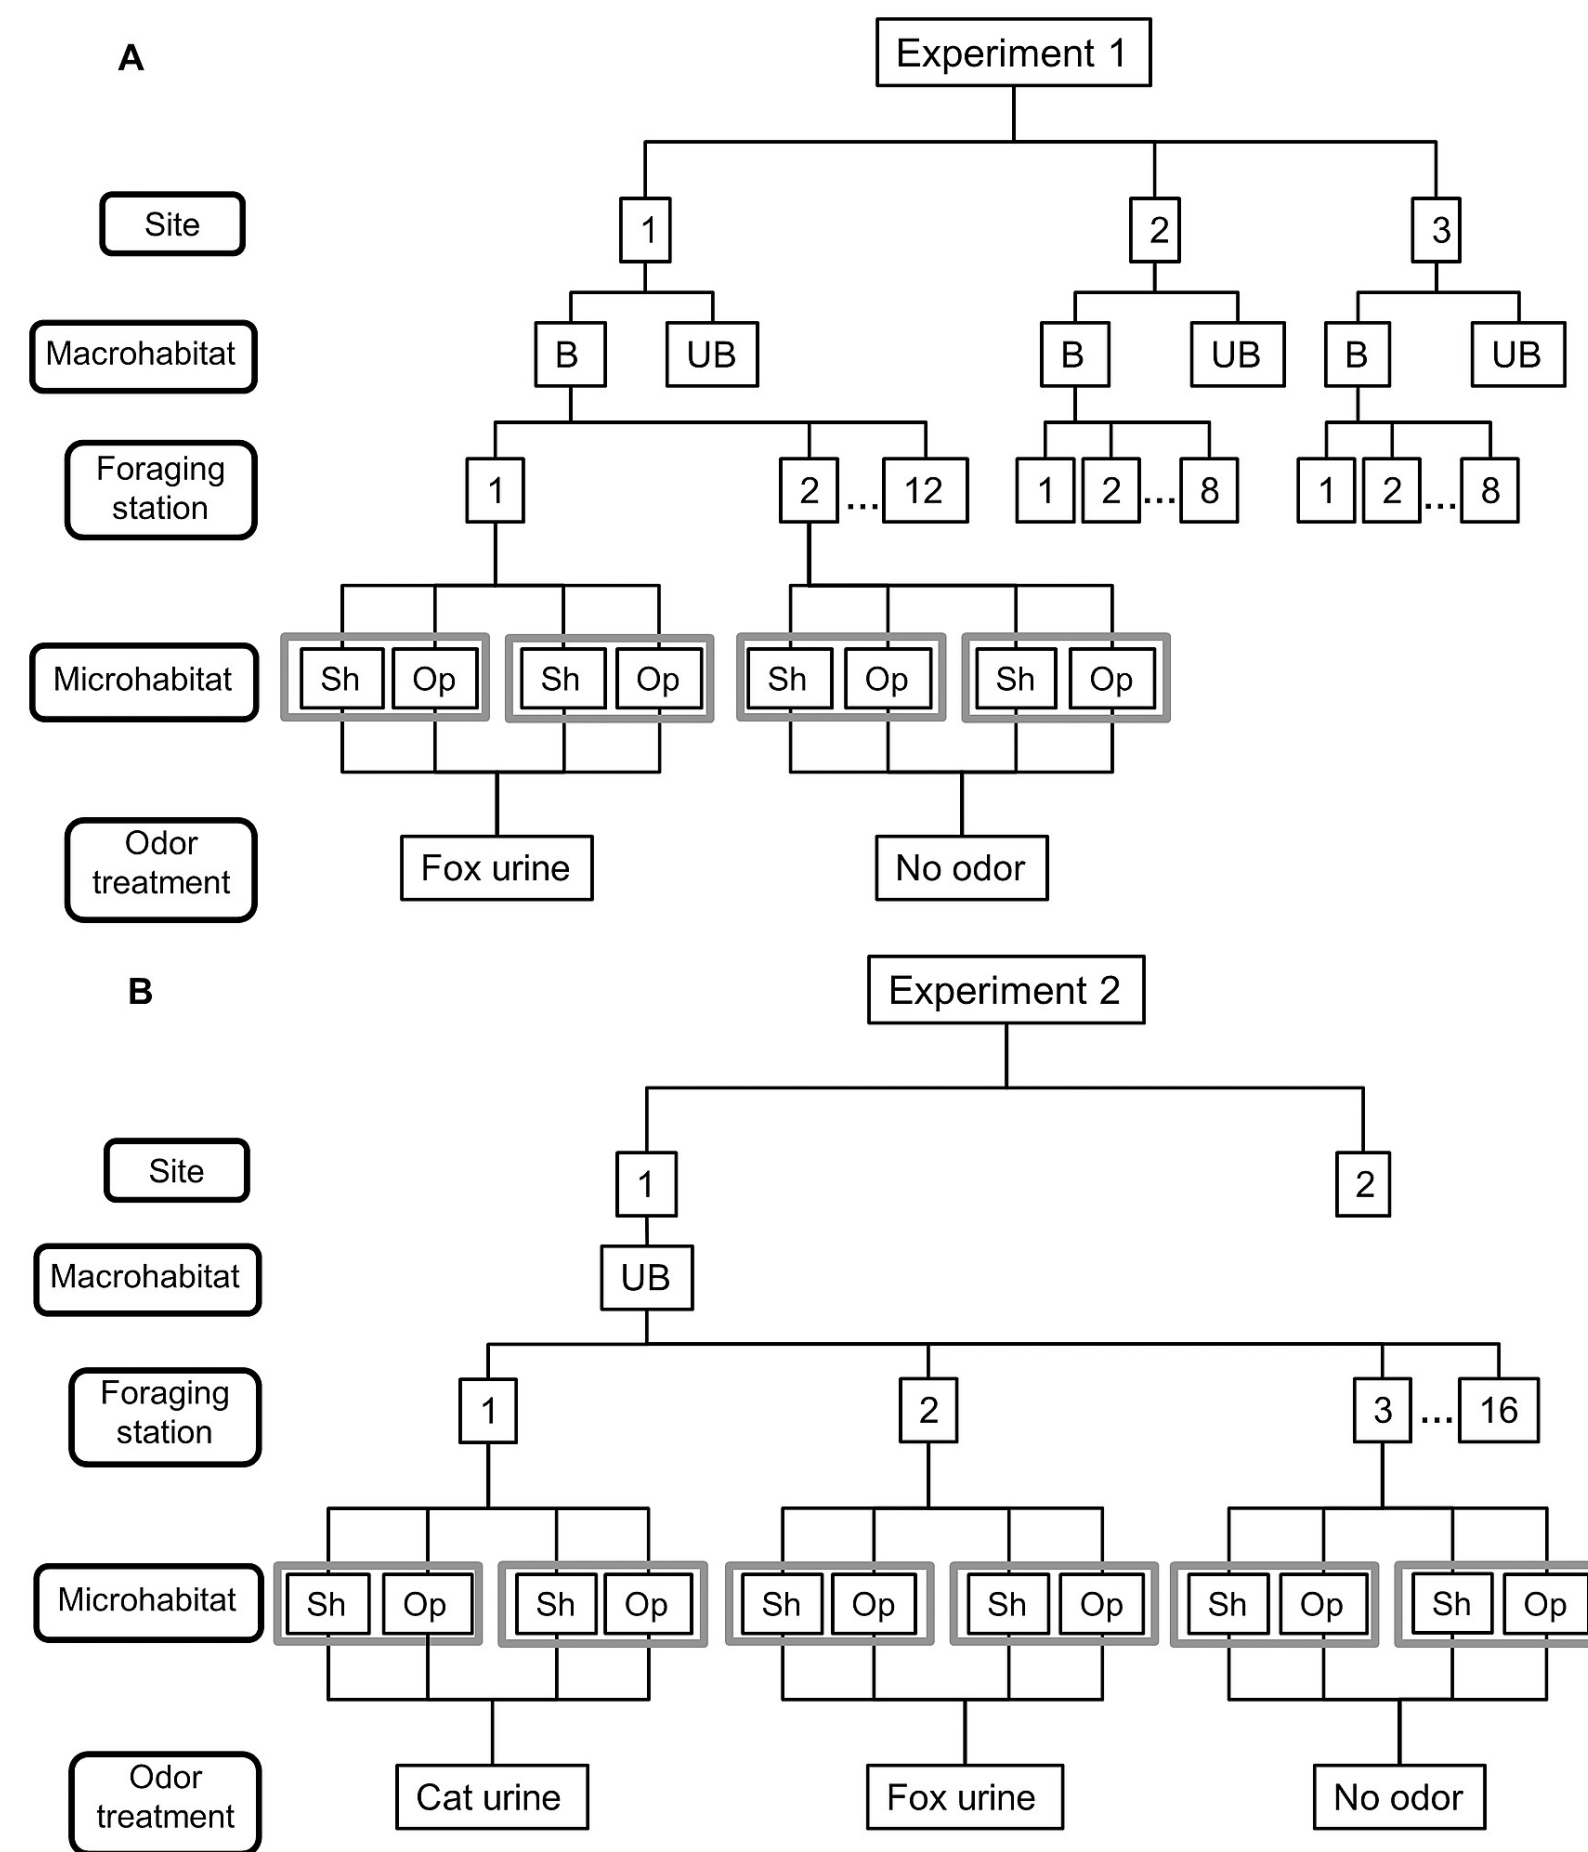 A
Experiment 1
Site
1
2
3
Macrohabitat
B
UB
B
UB
B
UB
Foraging
station
1
2
...
12
1
2
...
8
1
2
...
8
Microhabitat
Sh
Op
Sh
Op
Sh
Op
Sh
Op
Odor
treatment
Fox urine
No odor
B
Experiment 2
Site
1
2
Macrohabitat
UB
Foraging
station
1
2
3
...
16
Microhabitat
Sh
Op
Sh
Op
Sh
Op
Sh
Op
Sh
Op
Sh
Op
Odor
treatment
Cat urine
Fox urine
No odor